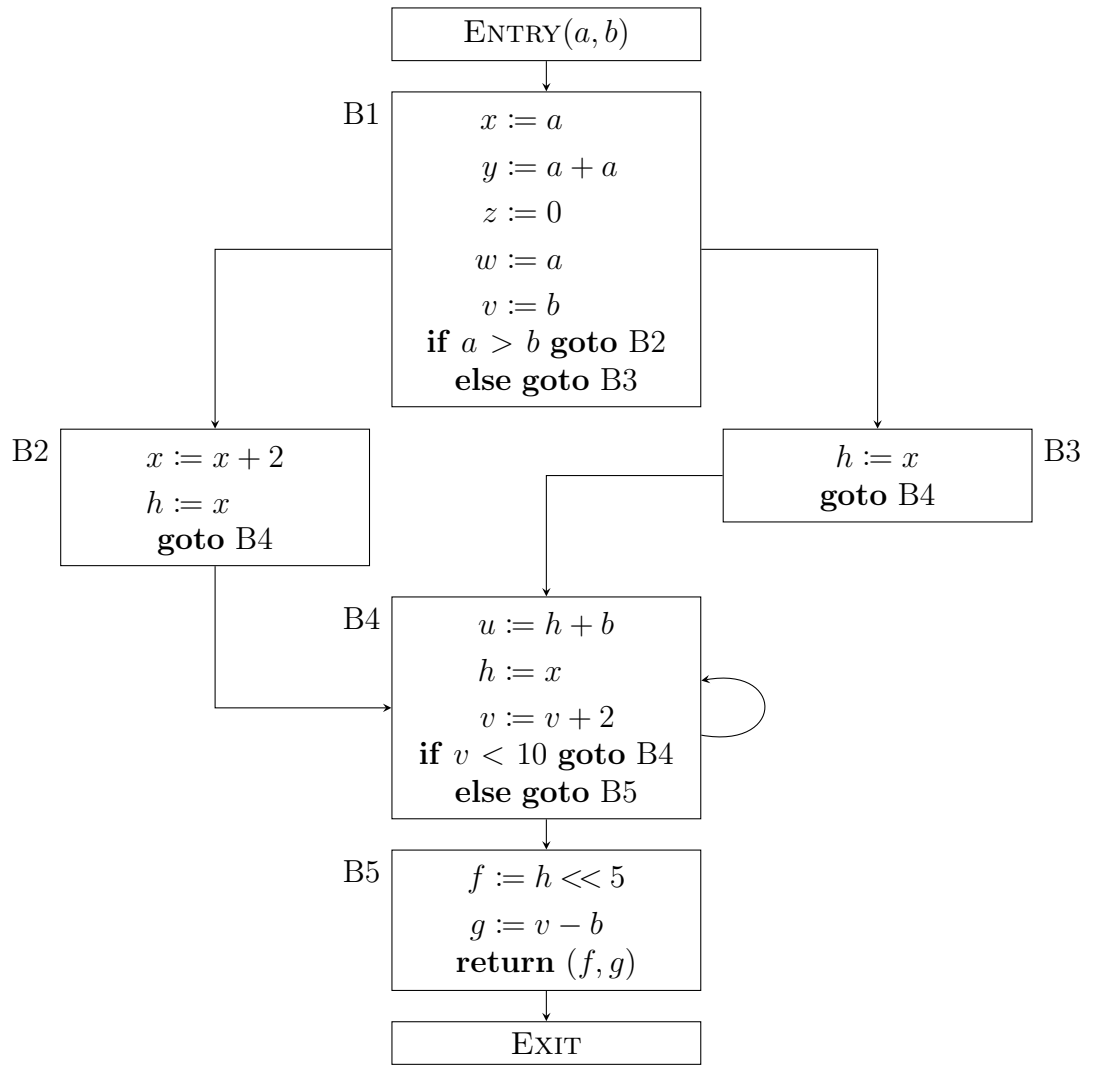 ENTRY(a, b)
B1
x := a
y := a + a
z := 0
w := a
v := b
if a > b goto B2
else goto B3
B2
x := x + 2
h := x
goto B4
h := x
goto B4
B3
B4
u := h + b
h := x
v := v + 2
if v < 10 goto B4
else goto B5
B5
f := h << 5
g := v − b
return (f, g)
EXIT